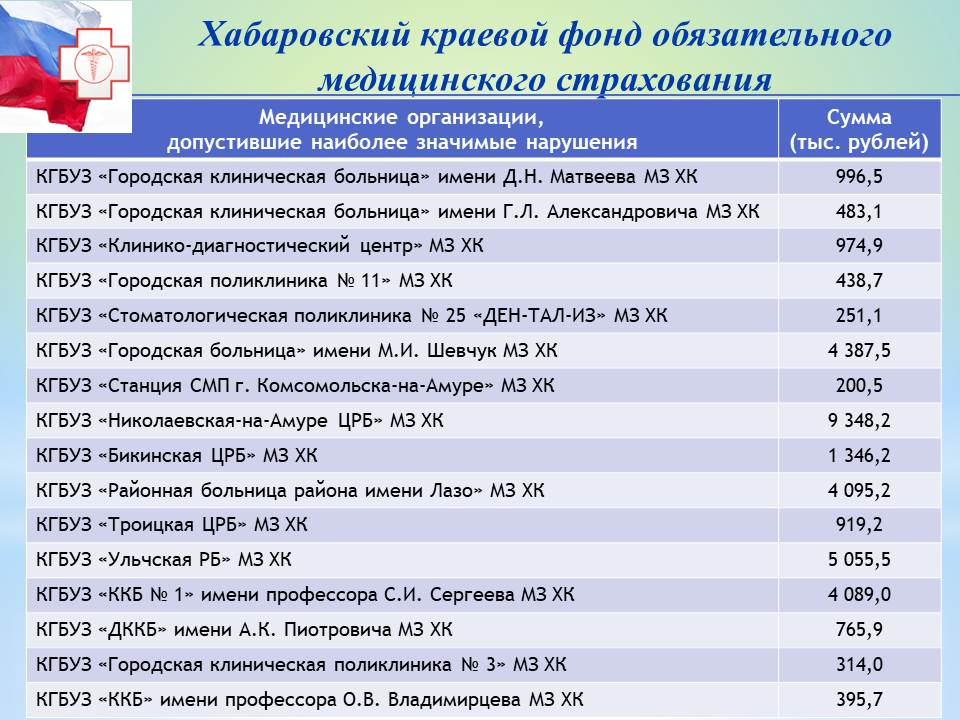 Хабаровский краевой фонд обязательного
медицинского страхования
Медицинские организации,
допустившие наиболее значимые нарушения
Сумма
(тыс. рублей)
КГБУЗ «Городская клиническая больница» имени Д.Н. Матвеева МЗ ХК 996,5
КГБУЗ «Городская клиническая больница» имени Г.Л. Александровича МЗ ХК 483,1
КГБУЗ «Клинико-диагностический центр» МЗ ХК 974,9
КГБУЗ «Городская поликлиника № 11» МЗ ХК 438,7
КГБУЗ «Стоматологическая поликлиника № 25 «ДЕН-ТАЛ-ИЗ» МЗ ХК 251,1
КГБУЗ «Городская больница» имени М.И. Шевчук МЗ ХК 4 387,5
КГБУЗ «Станция СМП г. Комсомольска-на-Амуре» МЗ ХК 200,5
КГБУЗ «Николаевская-на-Амуре ЦРБ» МЗ ХК 9 348,2
КГБУЗ «Бикинская ЦРБ» МЗ ХК 1 346,2
КГБУЗ «Районная больница района имени Лазо» МЗ ХК 4 095,2
КГБУЗ «Троицкая ЦРБ» МЗ ХК 919,2
КГБУЗ «Ульчская РБ» МЗ ХК 5 055,5
КГБУЗ «ККБ № 1» имени профессора С.И. Сергеева МЗ ХК 4 089,0
КГБУЗ «ДККБ» имени А.К. Пиотровича МЗ ХК 765,9
КГБУЗ «Городская клиническая поликлиника № 3» МЗ ХК 314,0
КГБУЗ «ККБ» имени профессора О.В. Владимирцева МЗ ХК 395,7